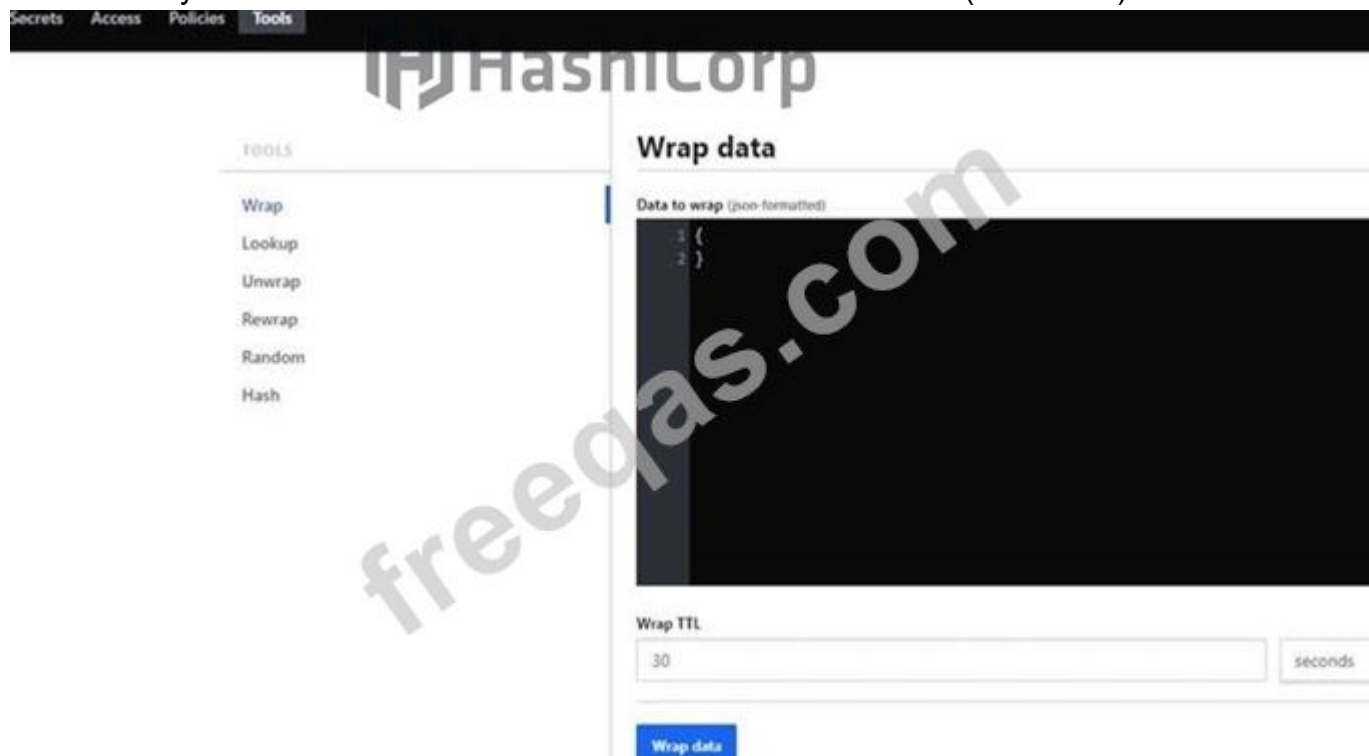 Secrets Access Policies Tools
HashiCorp
TOOLS
Wrap data
Wrap
Data to wrap (json-formatted)
1 {
2 }
Lookup
Unwrap
Rewrap
Random
Hash
freeqas.com
Wrap TTL
30 seconds
Wrap data